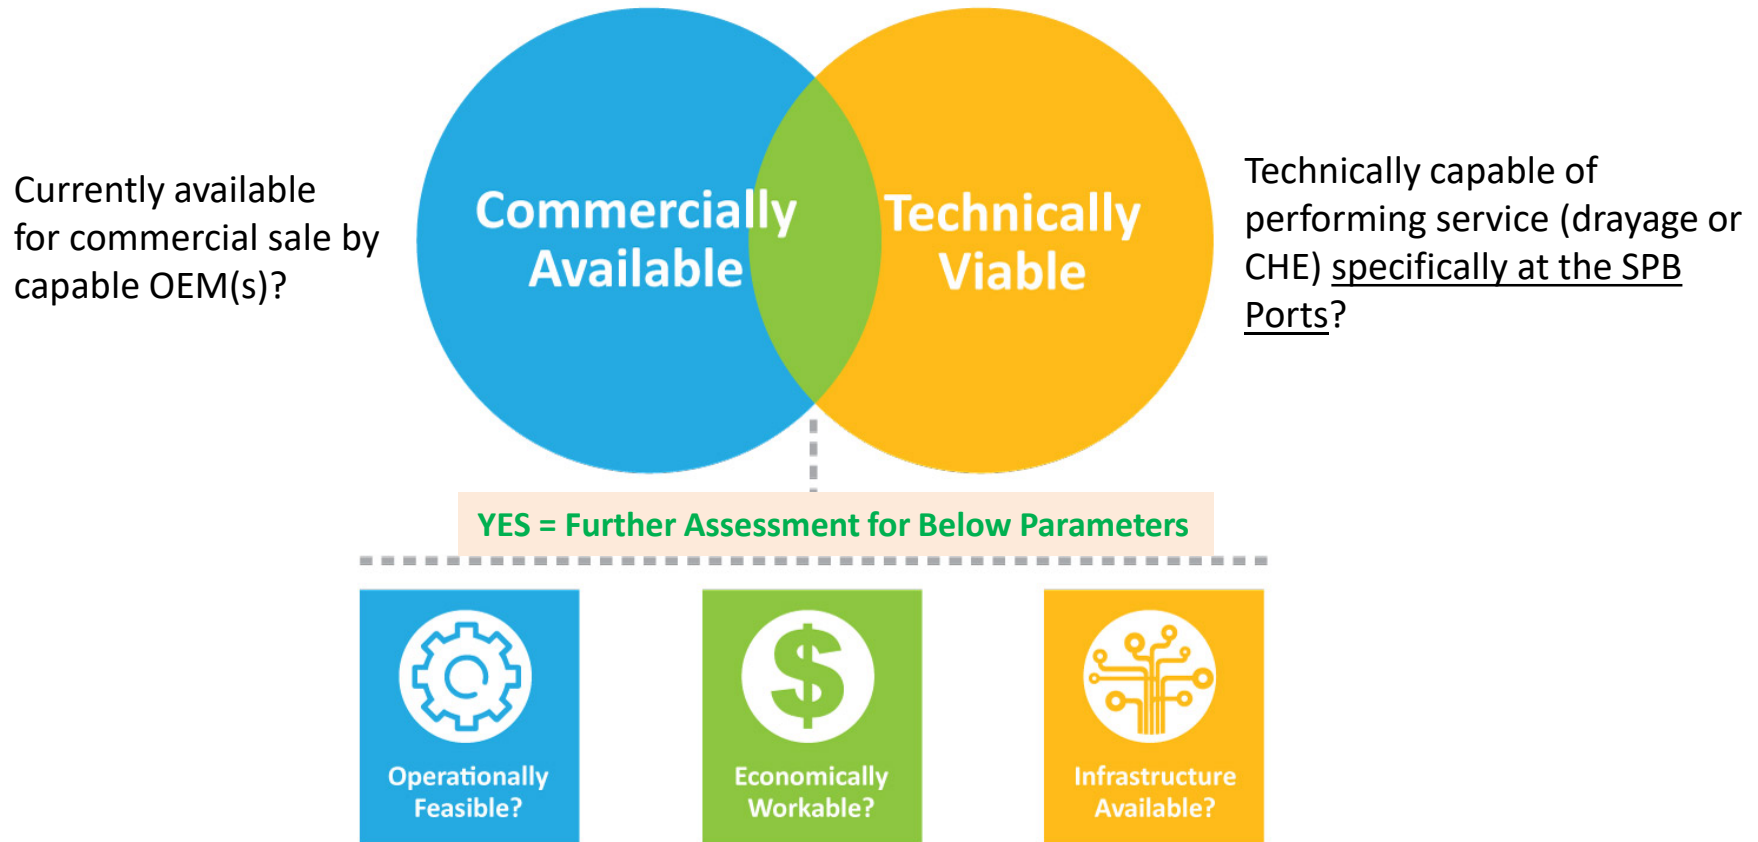 Currently available
for commercial sale by
capable OEM(s)?
Commercially
Available
Technically
Viable
Technically capable of
performing service (drayage or
CHE) specifically at the SPB
Ports?
YES = Further Assessment for Below Parameters
Operationally
Feasible?
$
Economically
Workable?
Infrastructure
Available?